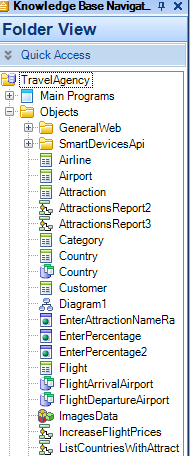 Knowledge Base Navigat..
Folder View
Quick Access
TravelAgency
Main Programs
Objects
GeneralWeb
SmartDevicesApi
Airline
Airport
Attraction
AttractionsReport2
AttractionsReport3
Category
Country
Country
Customer
Diagram1
EnterAttractionNameRa
EnterPercentage
EnterPercentage2
Flight
FlightArrivalAirport
FlightDepartureAirport
ImagesData
IncreaseFlightPrices
ListCountriesWithAttract